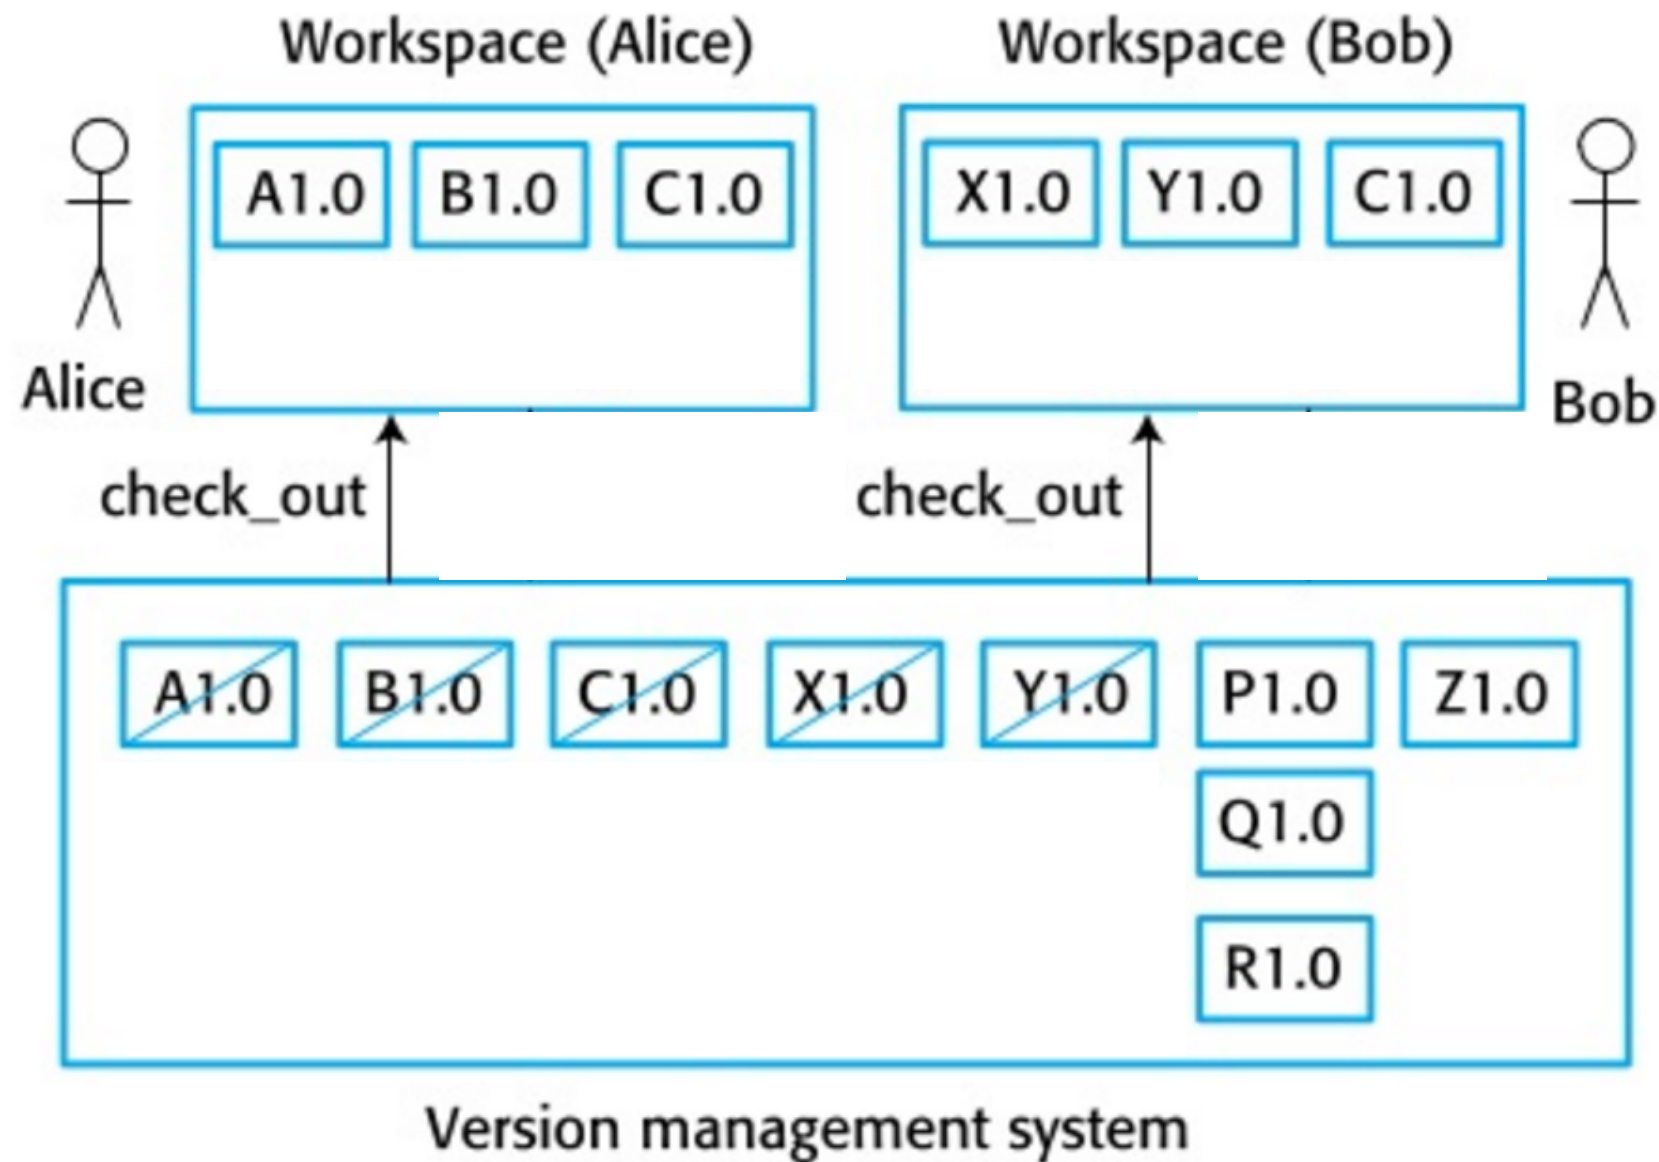 Workspace (Alice)
Workspace (Bob)
A1.0 B1.0 C1.0
X1.0 Y1.0 C1.0
Alice
Bob
check_out
check_out
A1.0 B1.0 C1.0 X1.0 Y1.0 P1.0 Z1.0
Q1.0
R1.0
Version management system